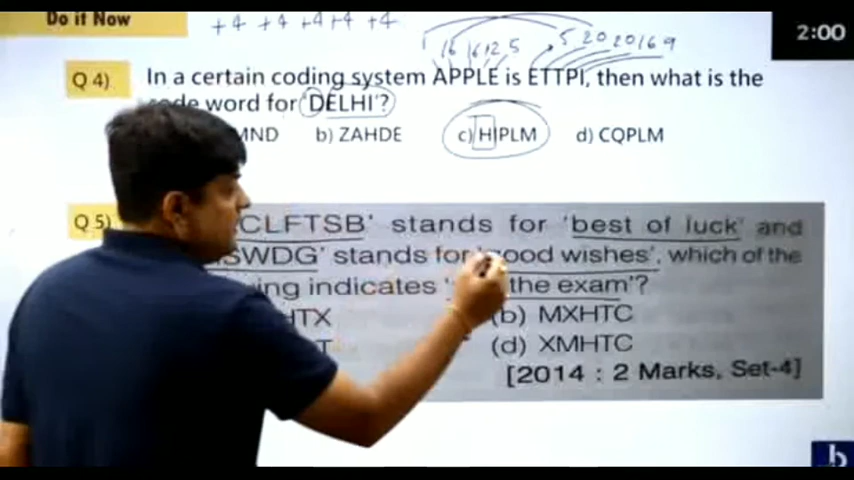 Do it Now
+4 +4 +4 +4 +4
1 16 16 12 5 5 20 20 16 9
2:00
Q 4) In a certain coding system APPLE is ETTPI, then what is the
code word for 'DELHI'?
MND b) ZAHDE c) HIPLM d) CQPLM
Q 5) CLFTSB' stands for 'best of luck' and
SWDG' stands for 'good wishes', which of the
ing indicates ' the exam'?
HTX (b) MXHTC
T (d) XMHTC
[2014 : 2 Marks, Set-4]
b